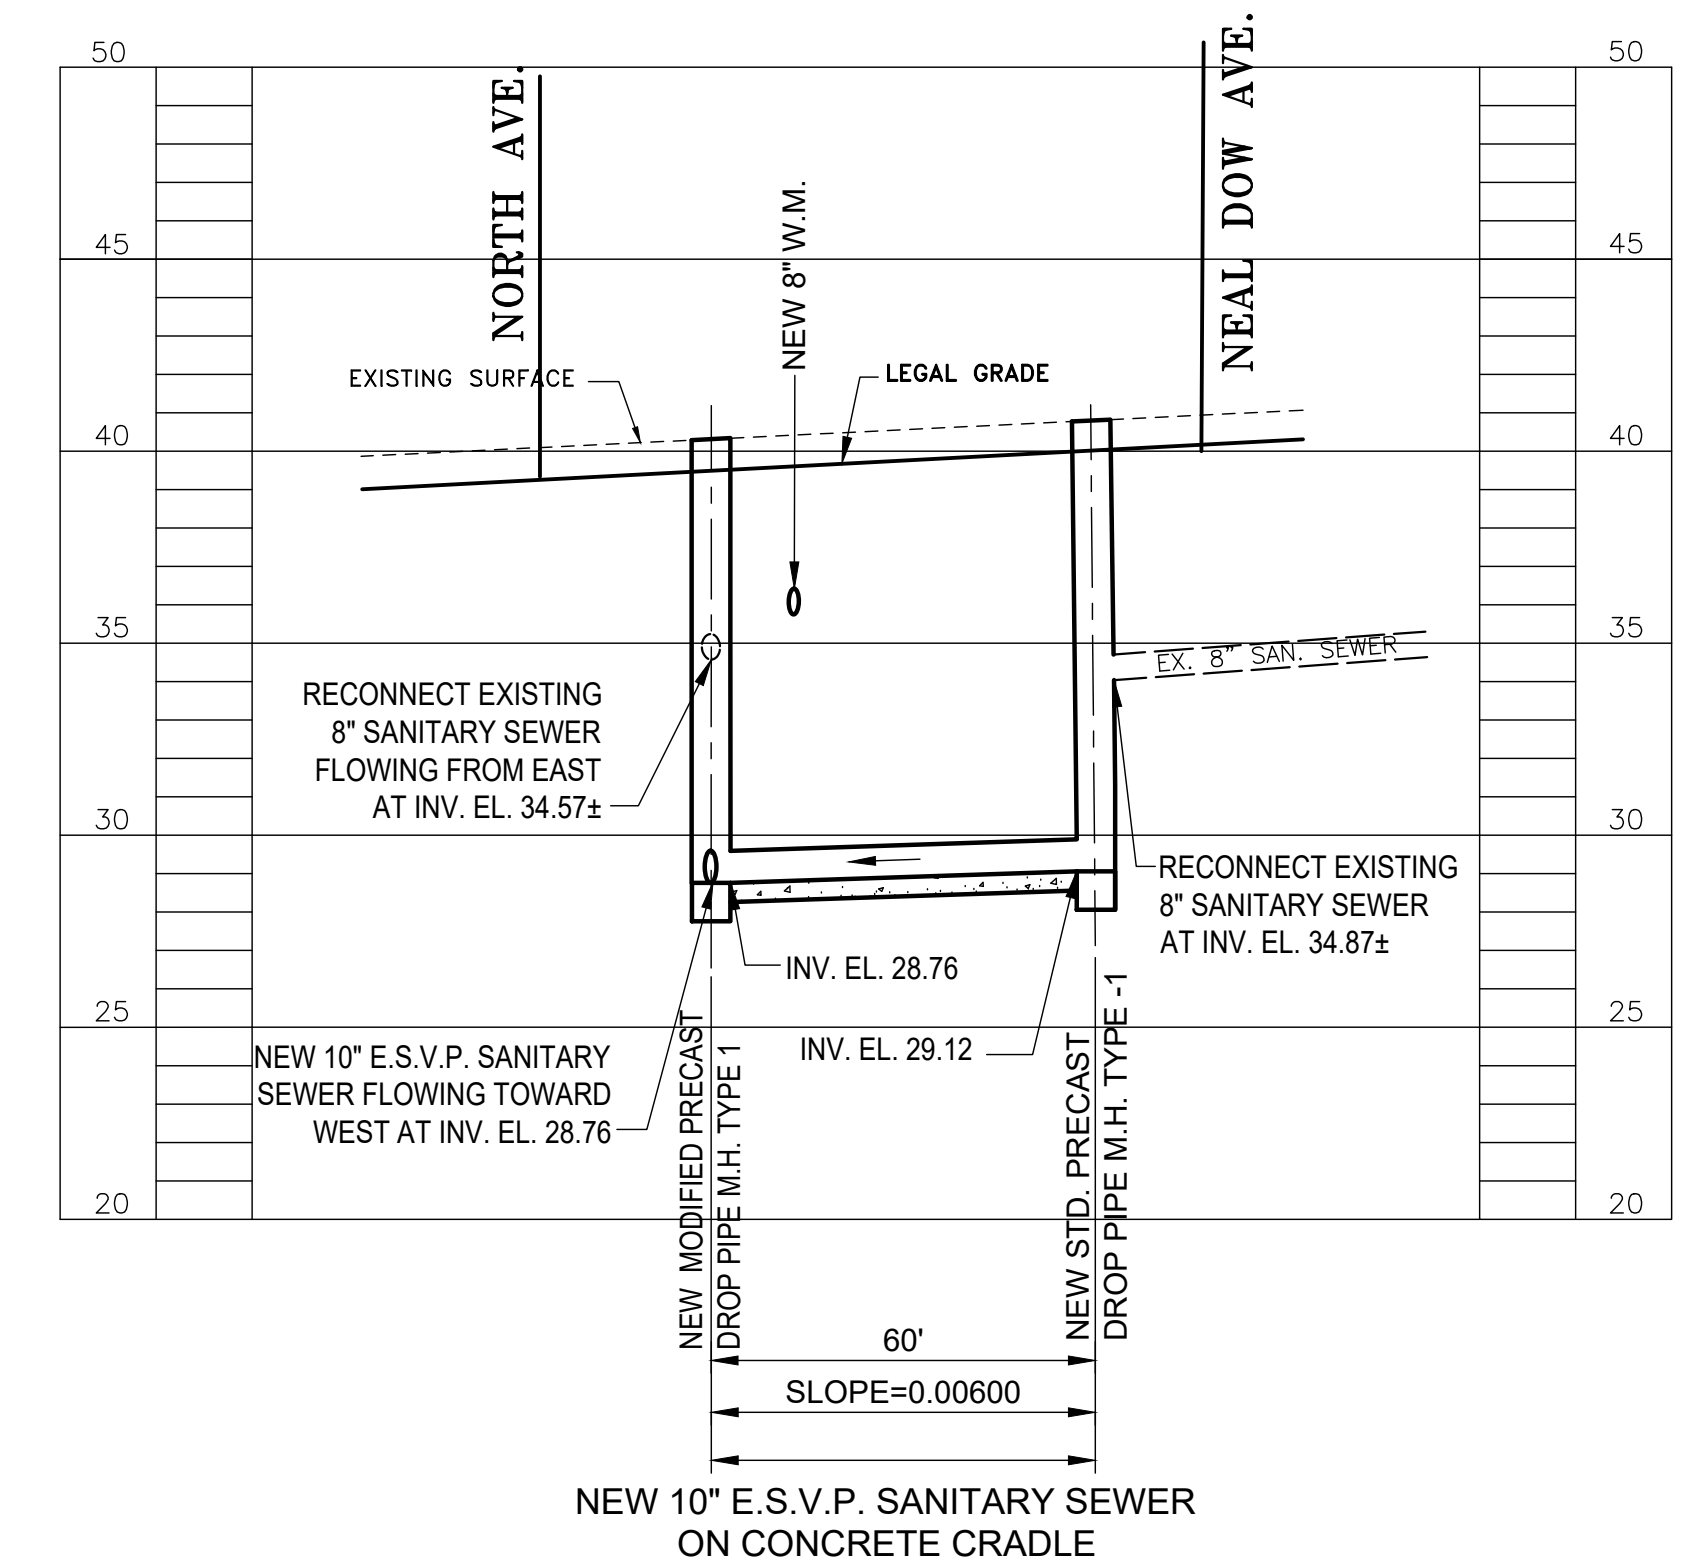 50
50
NORTH AVE.
NEAL DOW AVE.
NEW 8" W.M.
45
45
EXISTING SURFACE
LEGAL GRADE
40
40
35
35
EX. 8" SAN. SEWER
RECONNECT EXISTING
8" SANITARY SEWER
FLOWING FROM EAST
AT INV. EL. 34.57±
30
30
RECONNECT EXISTING
8" SANITARY SEWER
AT INV. EL. 34.87±
INV. EL. 28.76
25
25
INV. EL. 29.12
NEW 10" E.S.V.P. SANITARY
SEWER FLOWING TOWARD
WEST AT INV. EL. 28.76
NEW MODIFIED PRECAST
DROP PIPE M.H. TYPE 1
NEW STD. PRECAST
DROP PIPE M.H. TYPE -1
20
20
60'
SLOPE=0.00600
NEW 10" E.S.V.P. SANITARY SEWER
ON CONCRETE CRADLE